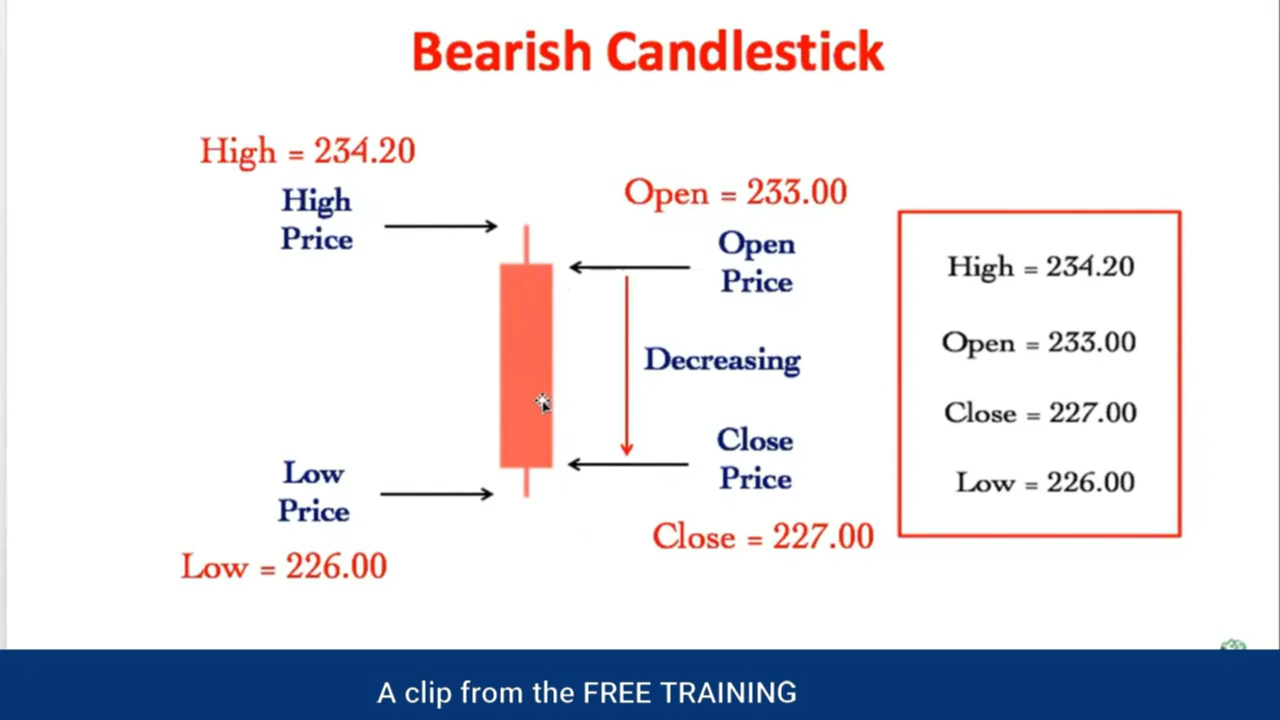 Bearish Candlestick
High = 234.20
High
Price
Open = 233.00
Open
Price
Decreasing
Low
Price
Low = 226.00
Close
Price
Close = 227.00
High = 234.20
Open = 233.00
Close = 227.00
Low = 226.00
A clip from the FREE TRAINING